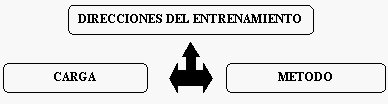 DIRECCIONES DEL ENTRENAMIENTO
CARGA
METODO